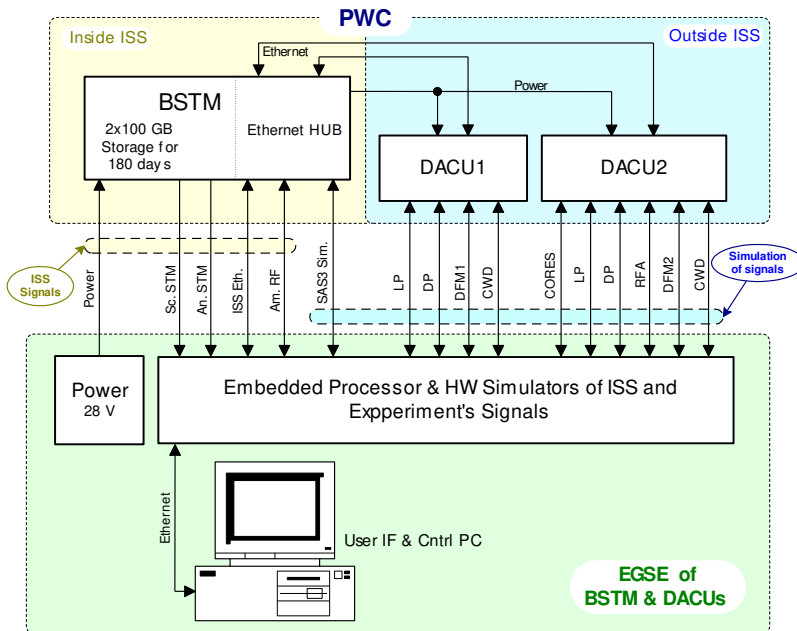 PWC
Inside ISS
Outside ISS
Ethernet
Power
BSTM
2x100 GB
Storage for
180 days
Ethernet HUB
DACU1
DACU2
ISS
Signals
Power
Sc. STM
An. STM
ISS Eth.
Am. RF
SAS3 Sim.
LP
DP
DFM1
CWD
CORES
LP
DP
RFA
DFM2
CWD
Simulation
of signals
Power
28 V
Embedded Processor & HW Simulators of ISS and
Expperiment's Signals
Ethernet
User IF & Cntrl PC
EGSE of
BSTM & DACUs